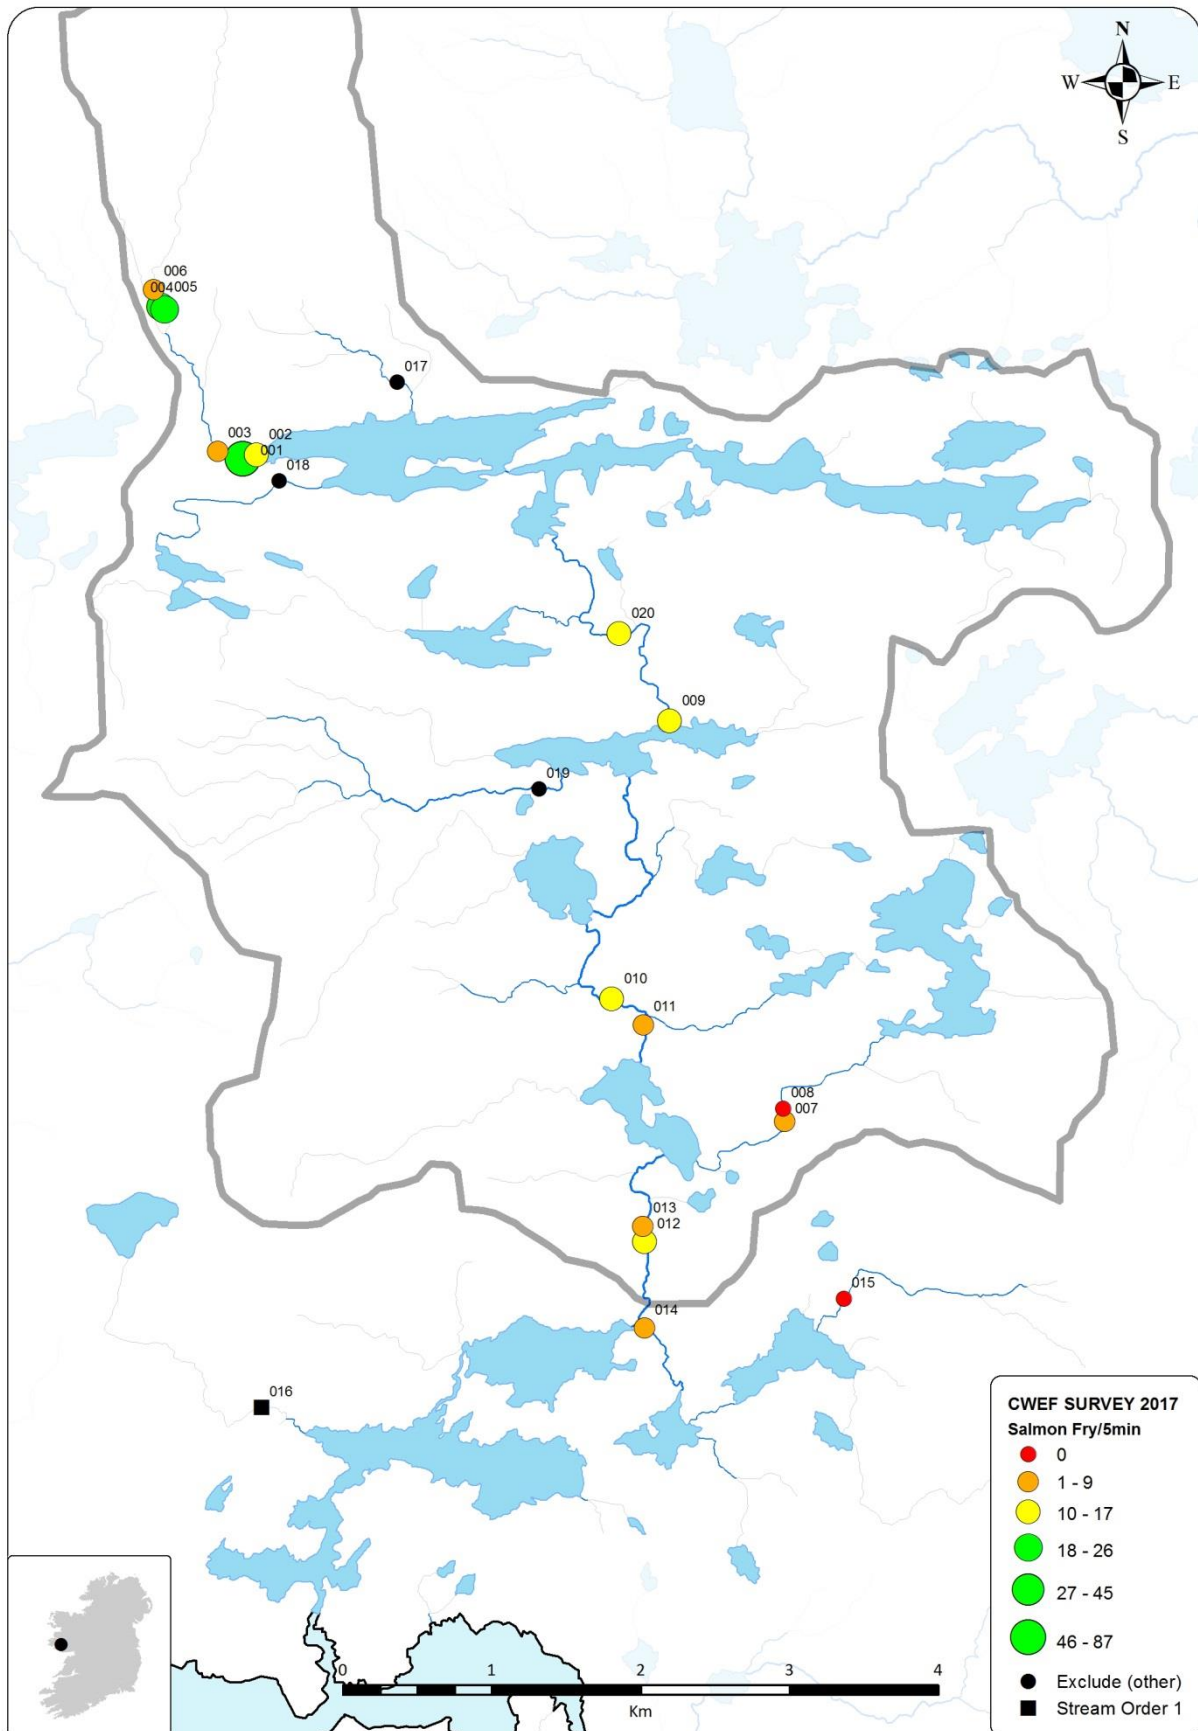 N
W E
S
006
004005
017
003 002
001
018
020
009
019
010
011
008
007
013
012
015
014
016
CWEF SURVEY 2017
Salmon Fry/5min
0
1 - 9
10 - 17
18 - 26
27 - 45
46 - 87
Exclude (other)
Stream Order 1
0 1 2 3 4
Km